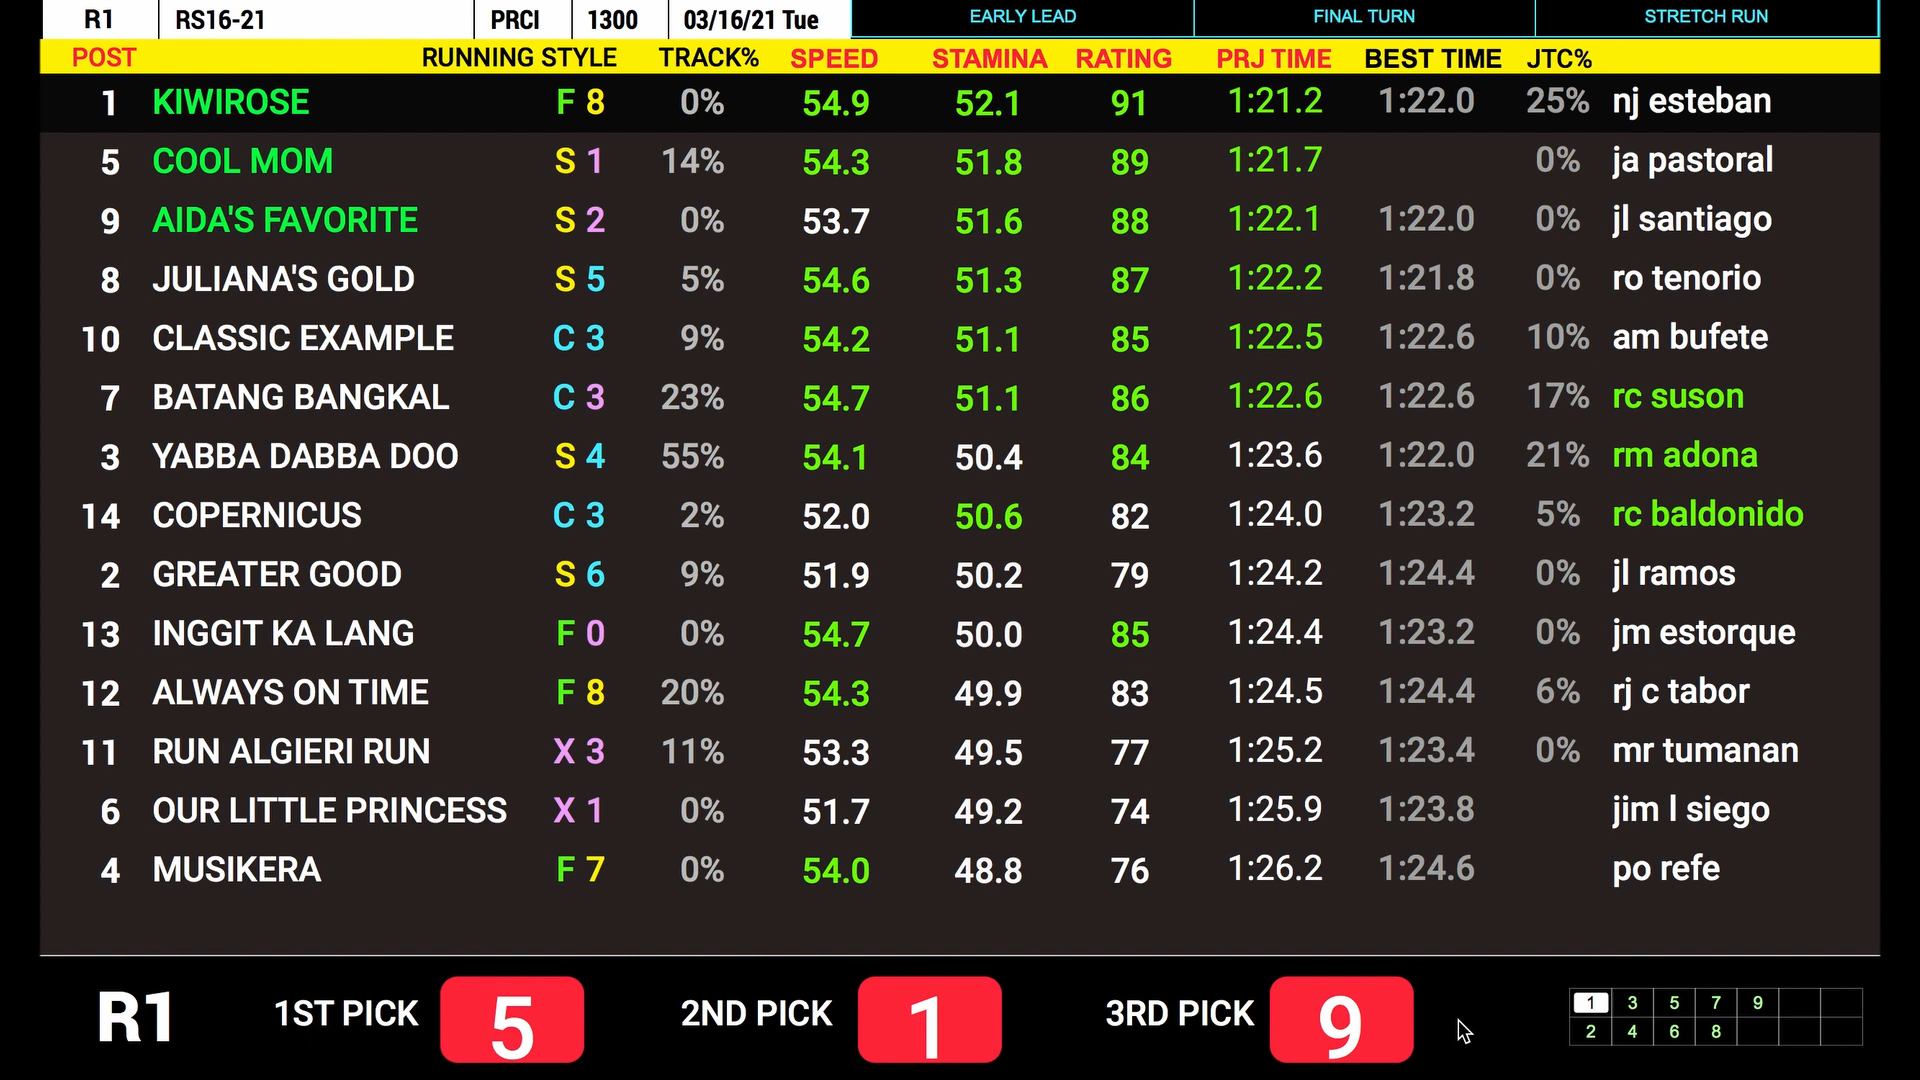 R1 RS16-21 PRCI 1300 03/16/21 Tue EARLY LEAD FINAL TURN STRETCH RUN
POST RUNNING STYLE TRACK% SPEED STAMINA RATING PRJ TIME BEST TIME JTC%
1 KIWIROSE F 8 0% 54.9 52.1 91 1:21.2 1:22.0 25% nj esteban
5 COOL MOM S 1 14% 54.3 51.8 89 1:21.7 0% ja pastoral
9 AIDA'S FAVORITE S 2 0% 53.7 51.6 88 1:22.1 1:22.0 0% jl santiago
8 JULIANA'S GOLD S 5 5% 54.6 51.3 87 1:22.2 1:21.8 0% ro tenorio
10 CLASSIC EXAMPLE C 3 9% 54.2 51.1 85 1:22.5 1:22.6 10% am bufete
7 BATANG BANGKAL C 3 23% 54.7 51.1 86 1:22.6 1:22.6 17% rc suson
3 YABBA DABBA DOO S 4 55% 54.1 50.4 84 1:23.6 1:22.0 21% rm adona
14 COPERNICUS C 3 2% 52.0 50.6 82 1:24.0 1:23.2 5% rc baldonido
2 GREATER GOOD S 6 9% 51.9 50.2 79 1:24.2 1:24.4 0% jl ramos
13 INGGIT KA LANG F 0 0% 54.7 50.0 85 1:24.4 1:23.2 0% jm estorque
12 ALWAYS ON TIME F 8 20% 54.3 49.9 83 1:24.5 1:24.4 6% rj c tabor
11 RUN ALGIERI RUN X 3 11% 53.3 49.5 77 1:25.2 1:23.4 0% mr tumanan
6 OUR LITTLE PRINCESS X 1 0% 51.7 49.2 74 1:25.9 1:23.8 jim l siego
4 MUSIKERA F 7 0% 54.0 48.8 76 1:26.2 1:24.6 po refe
R1 1ST PICK 5 2ND PICK 1 3RD PICK 9
1 3 5 7 9
2 4 6 8